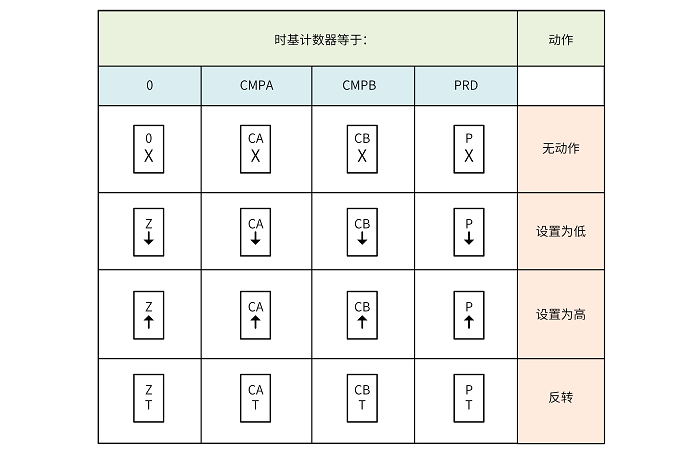 时基计数器等于： 动作
0 CMPA CMPB PRD
0 CA CB P
X X X X 无动作
Z CA CB P
↓ ↓ ↓ ↓ 设置为低
Z CA CB P
↑ ↑ ↑ ↑ 设置为高
Z CA CB P
T T T T 反转